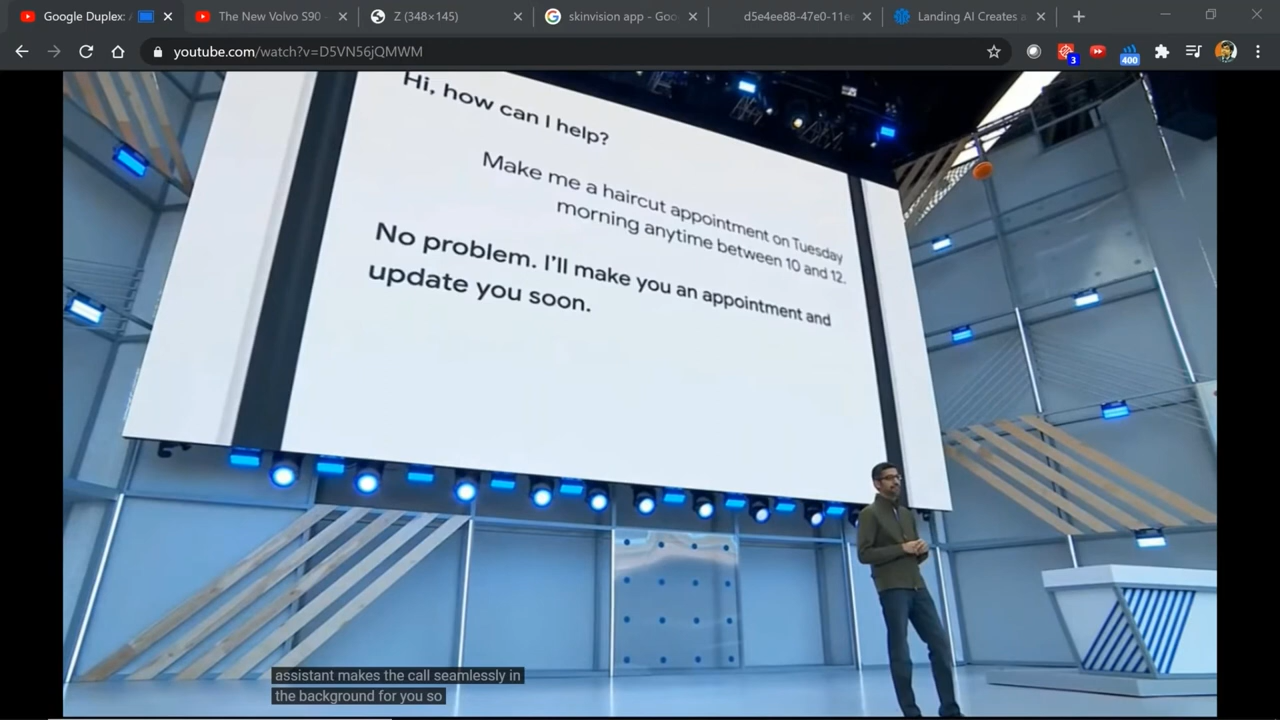 Google Duplex: A
The New Volvo S90 -
Z (348×145)
skinvision app - Goo
d5e4ee88-47e0-11e
Landing AI Creates a
youtube.com/watch?v=D5VN56jQMWM
3
400
Hi, how can I help?
Make me a haircut appointment on Tuesday
morning anytime between 10 and 12.
No problem. I'll make you an appointment and
update you soon.
assistant makes the call seamlessly in
the background for you so